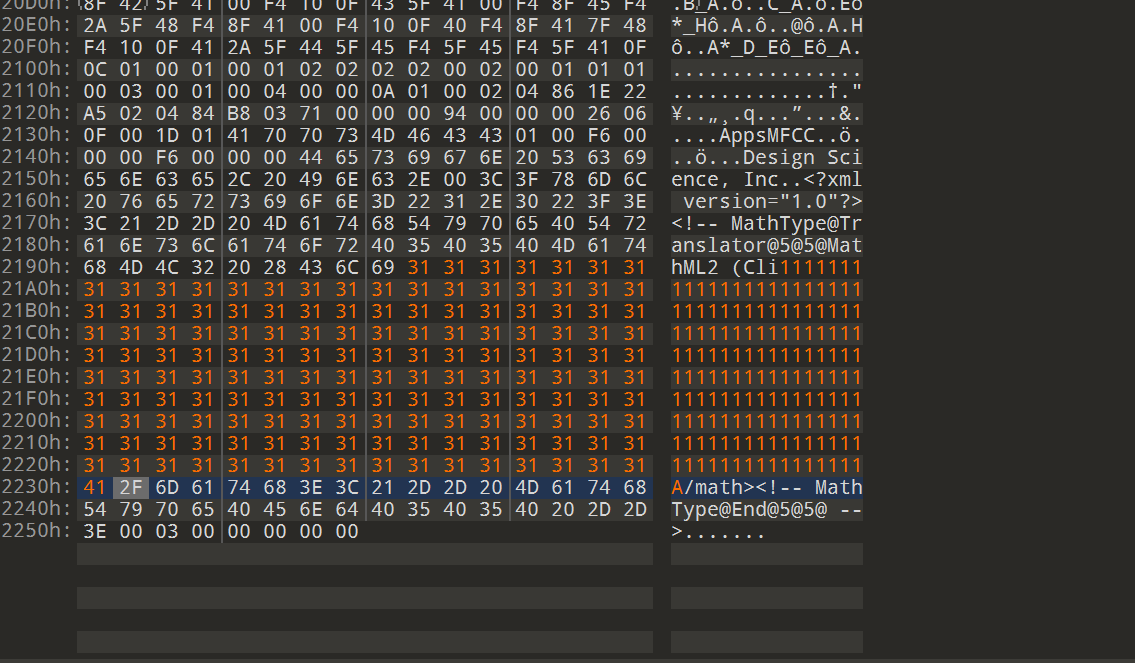 20D0h: 8F 42 5F 41 00 F4 10 0F 43 5F 41 00 F4 8F 45 F4 .B_A.ô..C_A.ô.Eô
20E0h: 2A 5F 48 F4 8F 41 00 F4 10 0F 40 F4 8F 41 7F 48 *_Hô.A.ô..@ô.A.H
20F0h: F4 10 0F 41 2A 5F 44 5F 45 F4 5F 45 F4 5F 41 0F ô..A*_D_Eô_Eô_A.
2100h: 0C 01 00 01 00 01 02 02 02 02 00 02 00 01 01 01 ................
2110h: 00 03 00 01 00 04 00 00 0A 01 00 02 04 86 1E 22 .............†."
2120h: A5 02 04 84 B8 03 71 00 00 00 94 00 00 00 26 06 ¥..„¸.q...”...&.
2130h: 0F 00 1D 01 41 70 70 73 4D 46 43 43 01 00 F6 00 ....AppsMFCC..ö.
2140h: 00 00 F6 00 00 00 44 65 73 69 67 6E 20 53 63 69 ..ö...Design Sci
2150h: 65 6E 63 65 2C 20 49 6E 63 2E 00 3C 3F 78 6D 6C ence, Inc..<?xml
2160h: 20 76 65 72 73 69 6F 6E 3D 22 31 2E 30 22 3F 3E  version="1.0"?>
2170h: 3C 21 2D 2D 20 4D 61 74 68 54 79 70 65 40 54 72 <!-- MathType@Tr
2180h: 61 6E 73 6C 61 74 6F 72 40 35 40 35 40 4D 61 74 anslator@5@5@Mat
2190h: 68 4D 4C 32 20 28 43 6C 69 31 31 31 31 31 31 31 hML2 (Cli1111111
21A0h: 31 31 31 31 31 31 31 31 31 31 31 31 31 31 31 31 1111111111111111
21B0h: 31 31 31 31 31 31 31 31 31 31 31 31 31 31 31 31 1111111111111111
21C0h: 31 31 31 31 31 31 31 31 31 31 31 31 31 31 31 31 1111111111111111
21D0h: 31 31 31 31 31 31 31 31 31 31 31 31 31 31 31 31 1111111111111111
21E0h: 31 31 31 31 31 31 31 31 31 31 31 31 31 31 31 31 1111111111111111
21F0h: 31 31 31 31 31 31 31 31 31 31 31 31 31 31 31 31 1111111111111111
2200h: 31 31 31 31 31 31 31 31 31 31 31 31 31 31 31 31 1111111111111111
2210h: 31 31 31 31 31 31 31 31 31 31 31 31 31 31 31 31 1111111111111111
2220h: 31 31 31 31 31 31 31 31 31 31 31 31 31 31 31 31 1111111111111111
2230h: 41 2F 6D 61 74 68 3E 3C 21 2D 2D 20 4D 61 74 68 A/math><!-- Math
2240h: 54 79 70 65 40 45 6E 64 40 35 40 35 40 20 2D 2D Type@End@5@5@ --
2250h: 3E 00 03 00 00 00 00 00 >.......